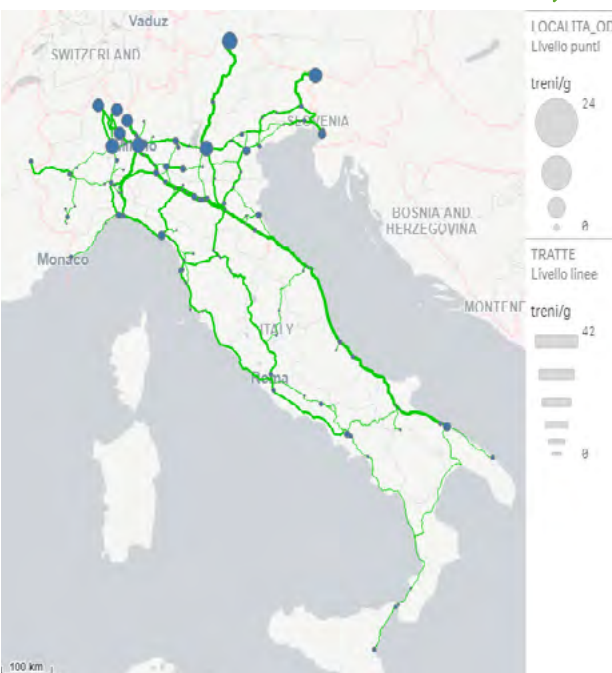 Vaduz
SWITZERLAND
SLOVENIA
BOSNIA AND
HERZEGOVINA
Monaco
MONTENE
ITALY
Roma
100 km
LOCALITA_OD
Livello punti
treni/g
24
0
TRATTE
Livello linee
treni/g
42
0